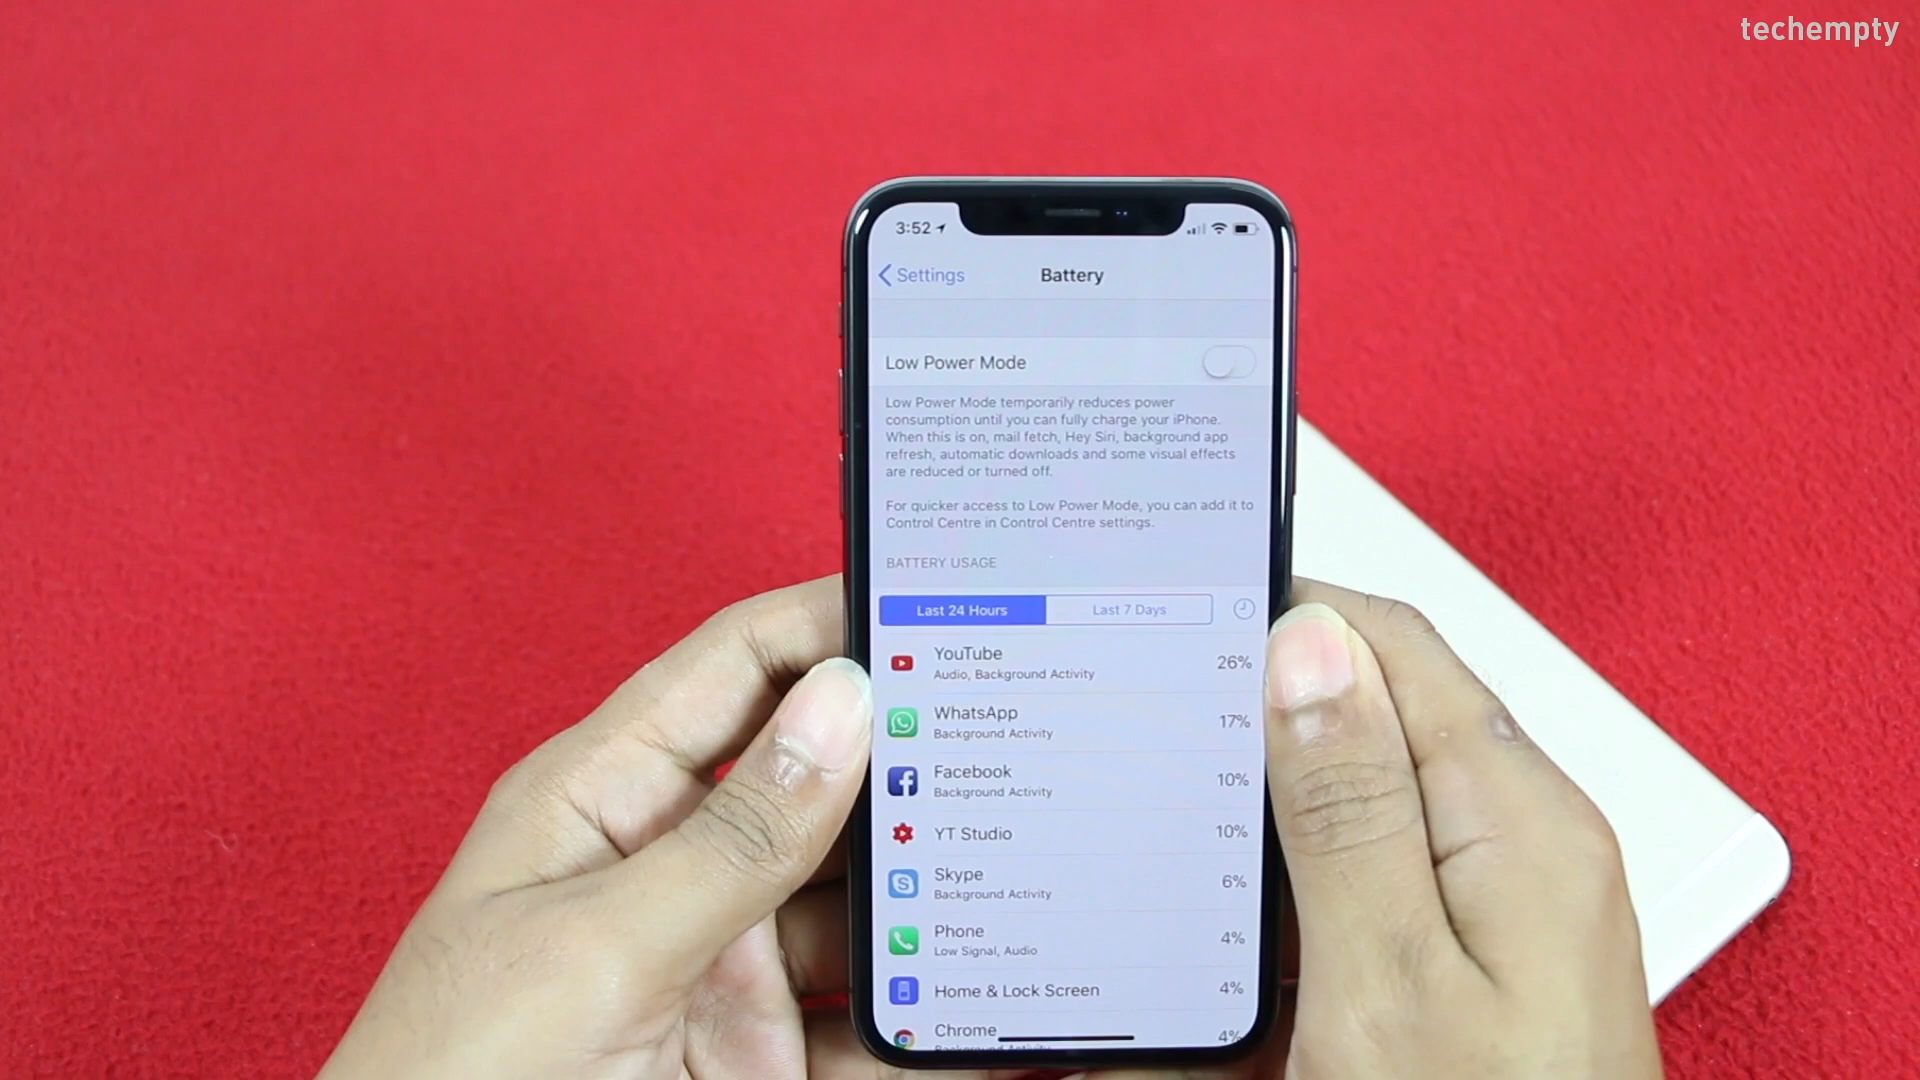 techempty
3:52
Settings
Battery
Low Power Mode
Low Power Mode temporarily reduces power
consumption until you can fully charge your iPhone.
When this is on, mail fetch, Hey Siri, background app
refresh, automatic downloads and some visual effects
are reduced or turned off.
For quicker access to Low Power Mode, you can add it to
Control Centre in Control Centre settings.
BATTERY USAGE
Last 24 Hours
Last 7 Days
YouTube
Audio, Background Activity
26%
WhatsApp
Background Activity
17%
Facebook
Background Activity
10%
YT Studio
10%
Skype
Background Activity
6%
Phone
Low Signal, Audio
4%
Home & Lock Screen
4%
Chrome
Background Activity
4%